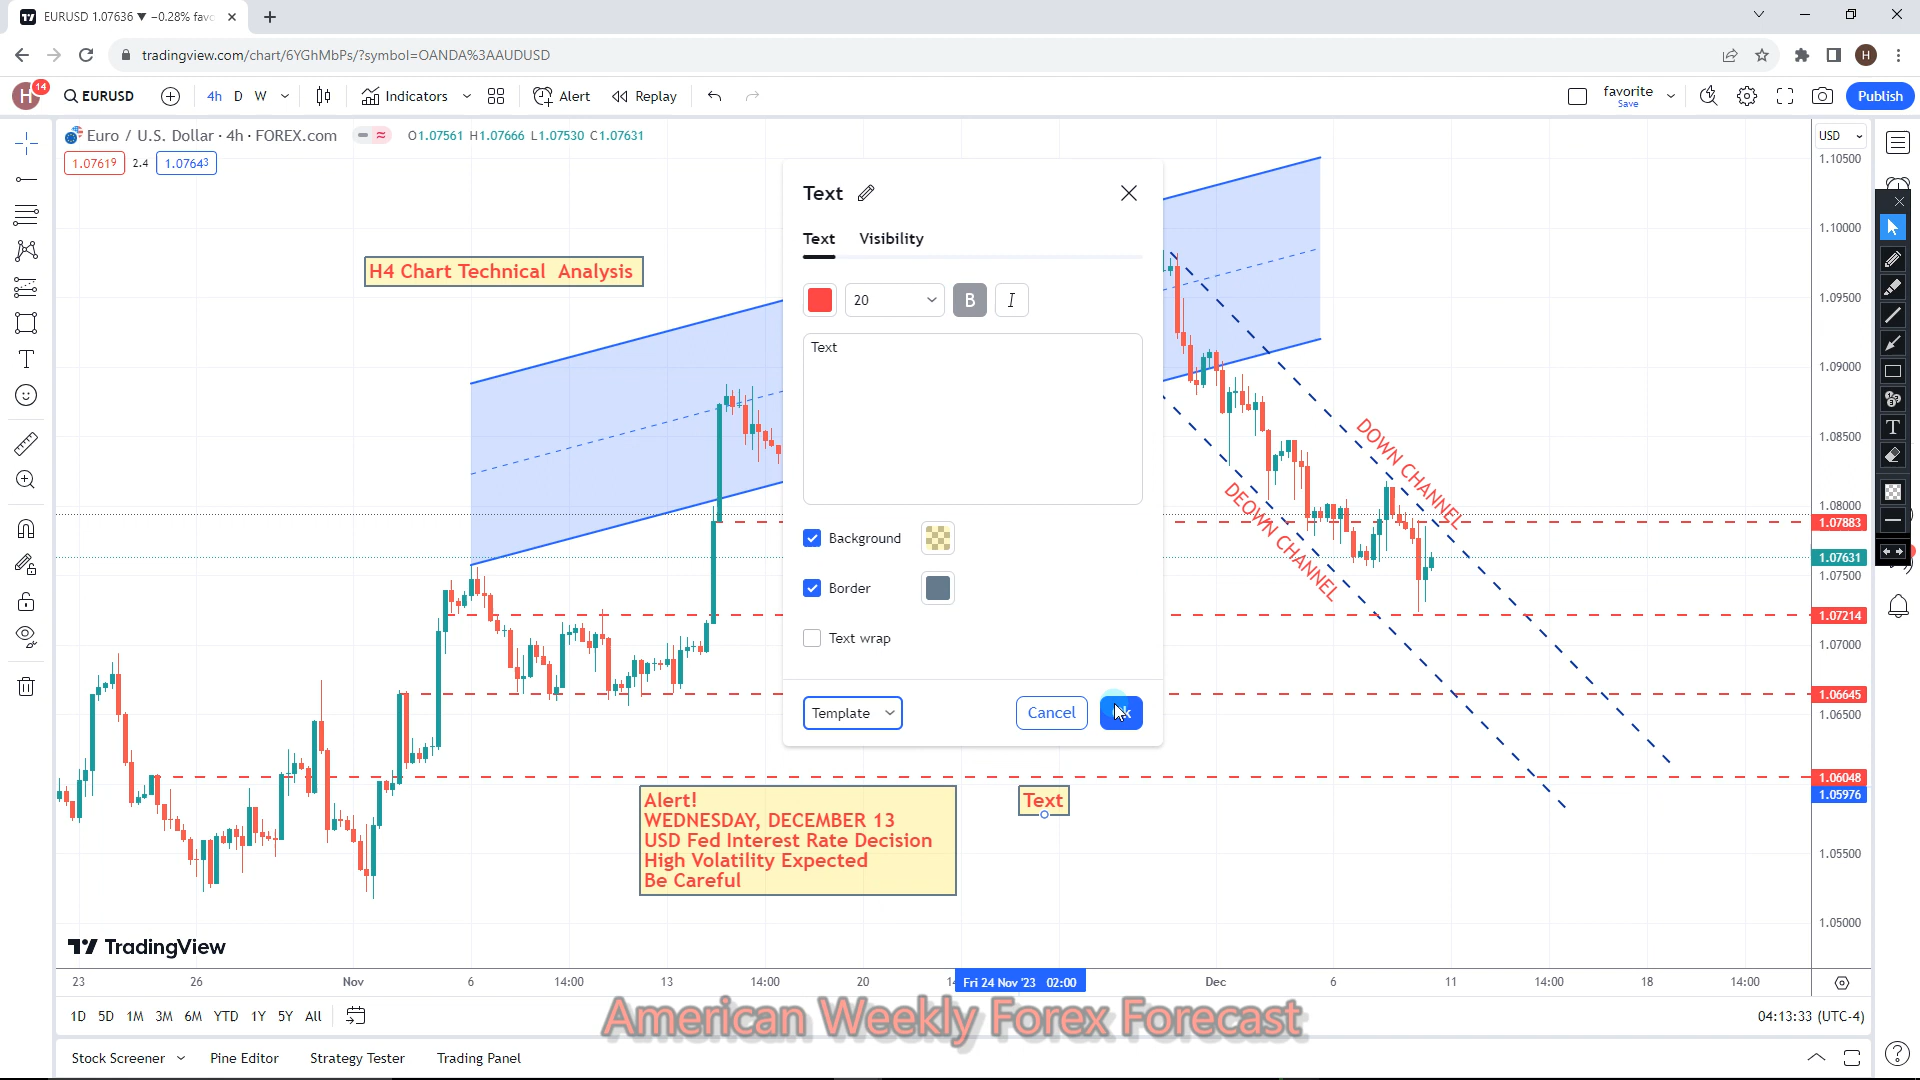 EURUSD 1.07636 ▼ −0.28% favo
tradingview.com/chart/6YGhMbPs/?symbol=OANDA%3AAUDUSD
H
H
14
EURUSD
4h D W
Indicators
Alert
Replay
favorite
Save
Publish
Euro / U.S. Dollar · 4h · FOREX.com
O1.07561 H1.07666 L1.07530 C1.07631
USD
1.07619
2.4
1.07643
1.10500
1.10000
1.09500
1.09000
1.08500
1.08000
1.07883
1.07631
1.07500
1.07214
1.07000
1.06645
1.06500
1.06048
1.05976
1.05500
1.05000
H4 Chart Technical Analysis
Text
Text Visibility
20
B I
Text
Background
Border
Text wrap
Template
Cancel
DOWN CHANNEL
DEOWN CHANNEL
Alert!
WEDNESDAY, DECEMBER 13
USD Fed Interest Rate Decision
High Volatility Expected
Be Careful
Text
TradingView
23 26 Nov 6 14:00 13 14:00 20 Fri 24 Nov '23 02:00 Dec 6 11 14:00 18 14:00
1D 5D 1M 3M 6M YTD 1Y 5Y All
04:13:33 (UTC-4)
American Weekly Forex Forecast
Stock Screener Pine Editor Strategy Tester Trading Panel